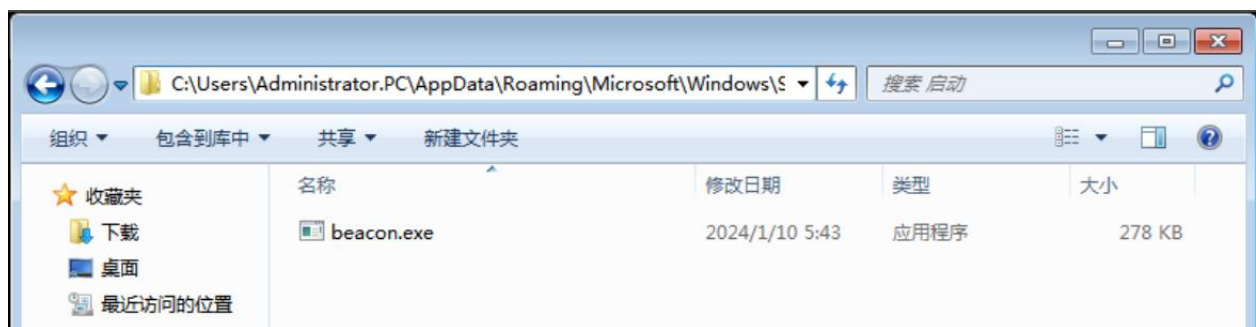 C:\Users\Administrator.PC\AppData\Roaming\Microsoft\Windows\S
搜索 启动
组织 包含到库中 共享 新建文件夹
收藏夹 名称 修改日期 类型 大小
下载 beacon.exe 2024/1/10 5:43 应用程序 278 KB
桌面
最近访问的位置